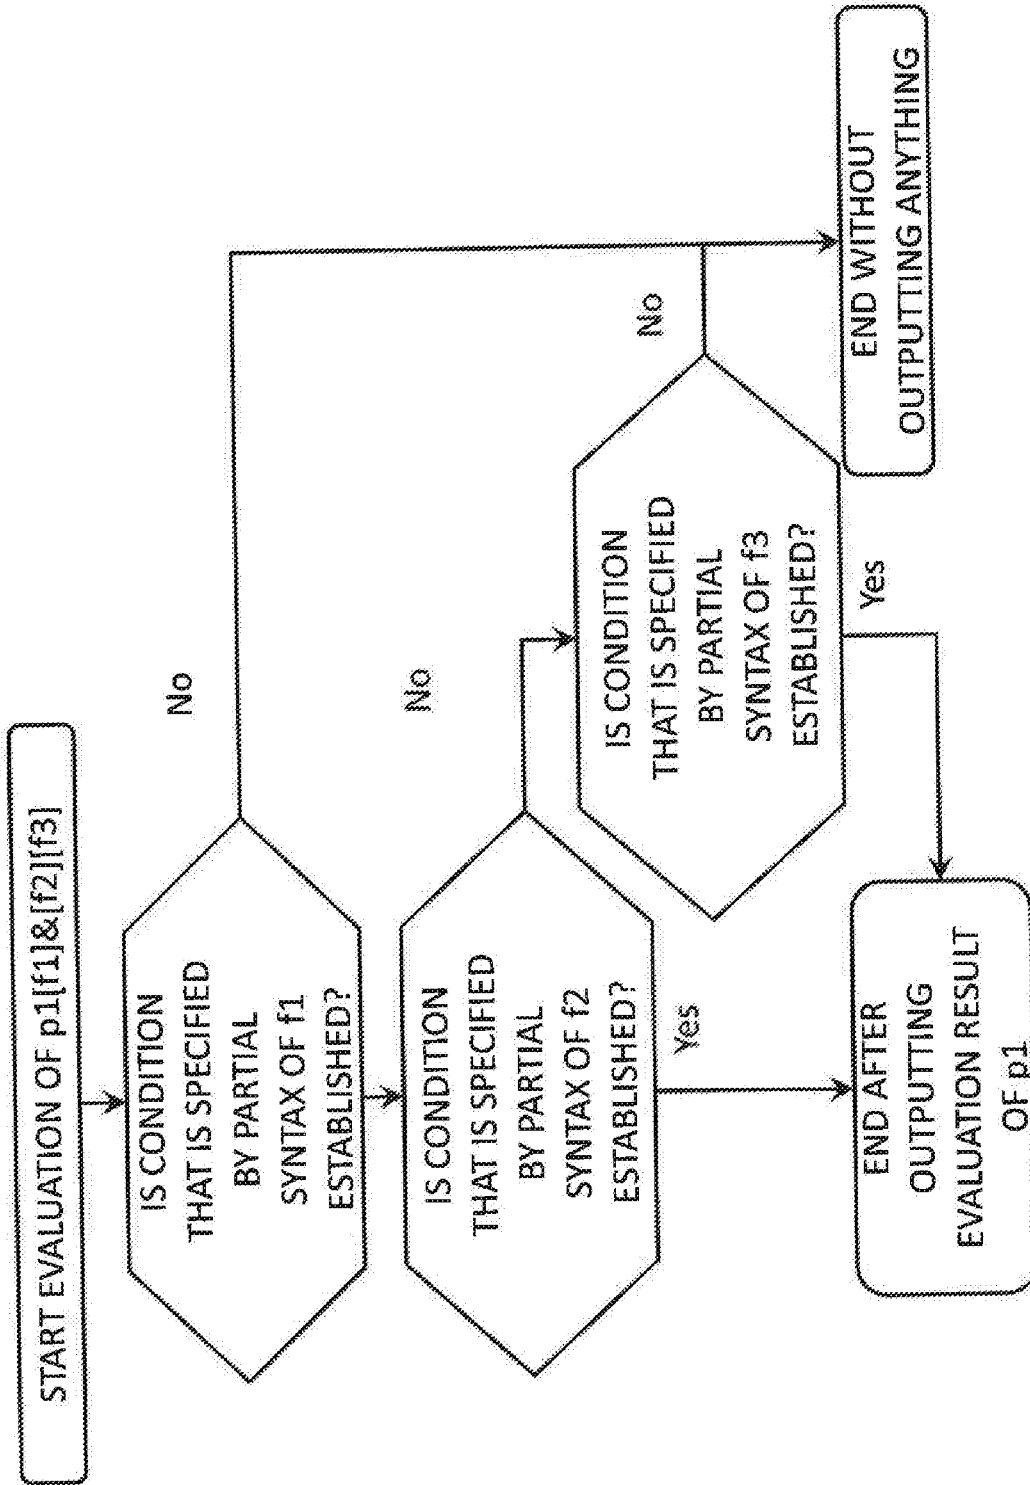 START EVALUATION OF p1[f1]&[f2][f3]
IS CONDITION
THAT IS SPECIFIED
BY PARTIAL
SYNTAX OF f1
ESTABLISHED?
No
IS CONDITION
THAT IS SPECIFIED
BY PARTIAL
SYNTAX OF f2
ESTABLISHED?
No
Yes
IS CONDITION
THAT IS SPECIFIED
BY PARTIAL
SYNTAX OF f3
ESTABLISHED?
No
Yes
END AFTER
OUTPUTTING
EVALUATION RESULT
OF p1
END WITHOUT
OUTPUTTING ANYTHING